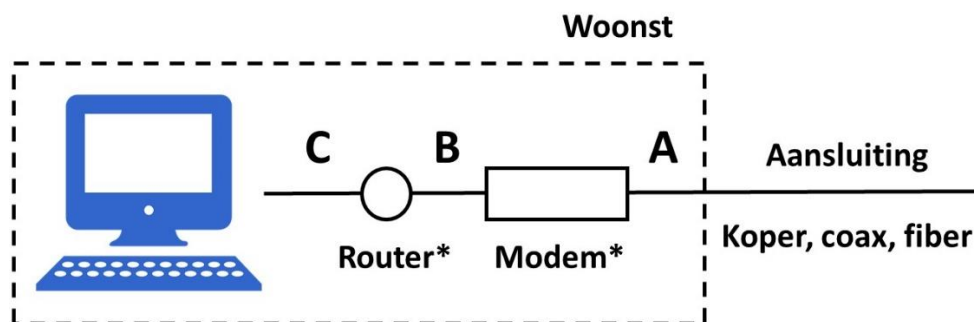 Woonst
C B A
Aansluiting
Router* Modem*
Koper, coax, fiber